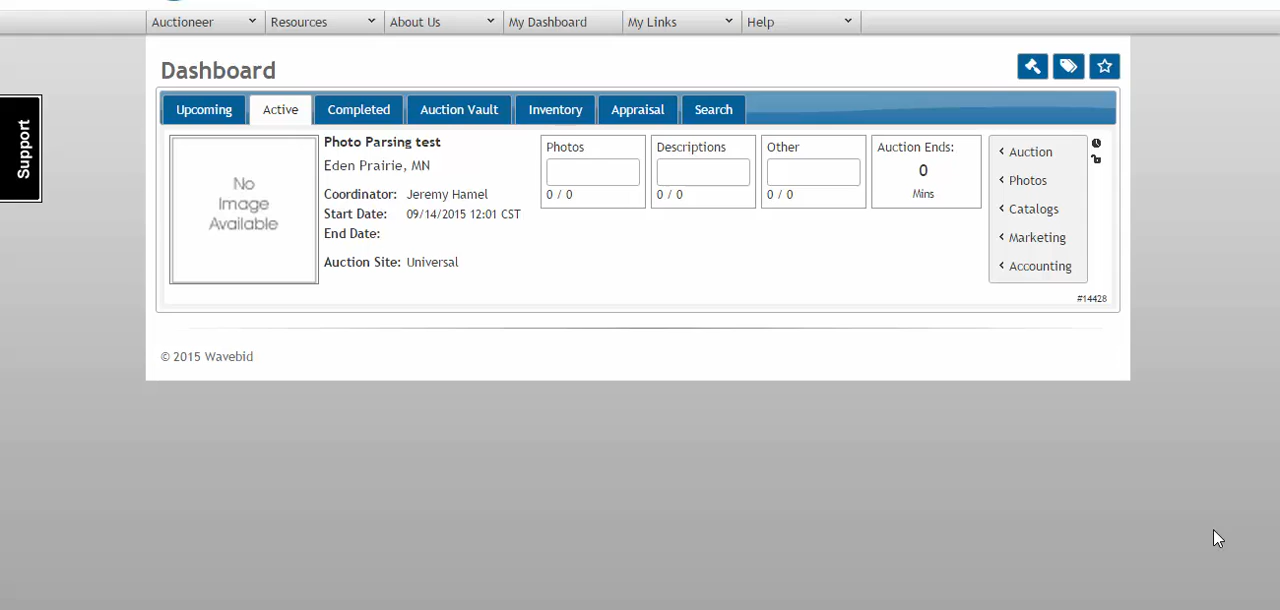 Auctioneer Resources About Us My Dashboard My Links Help
Support
Dashboard
Upcoming Active Completed Auction Vault Inventory Appraisal Search
No
Image
Available
Photo Parsing test
Eden Prairie, MN
Coordinator: Jeremy Hamel
Start Date: 09/14/2015 12:01 CST
End Date:
Auction Site: Universal
Photos
0 / 0
Descriptions
0 / 0
Other
0 / 0
Auction Ends:
0
Mins
Auction
Photos
Catalogs
Marketing
Accounting
#14428
© 2015 Wavebid